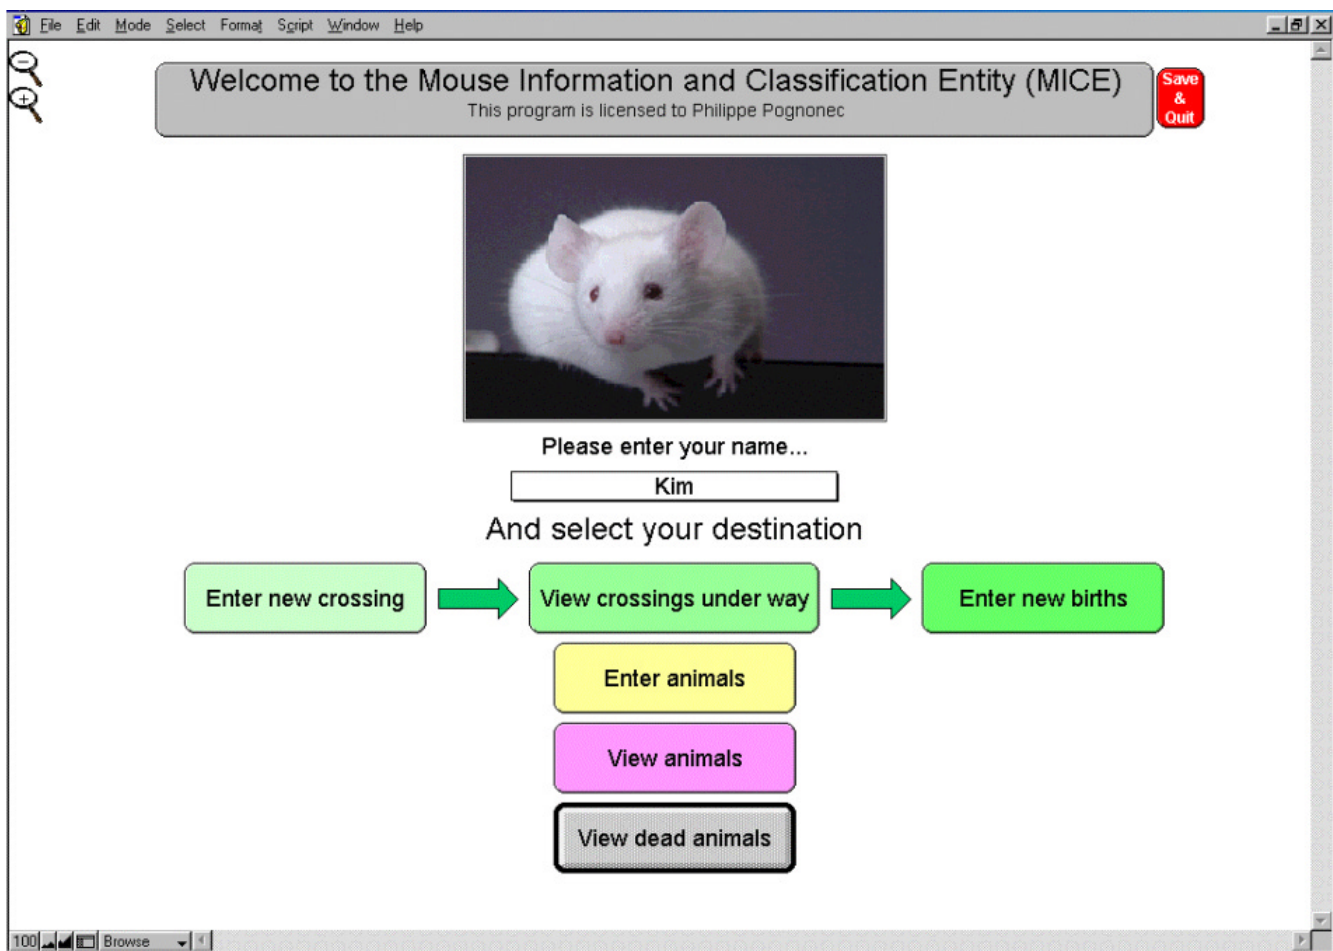 File Edit Mode Select Format Script Window Help
Welcome to the Mouse Information and Classification Entity (MICE)
This program is licensed to Philippe Pognonec
Save
&
Quit
Please enter your name...
Kim
And select your destination
Enter new crossing
View crossings under way
Enter new births
Enter animals
View animals
View dead animals
100 Browse